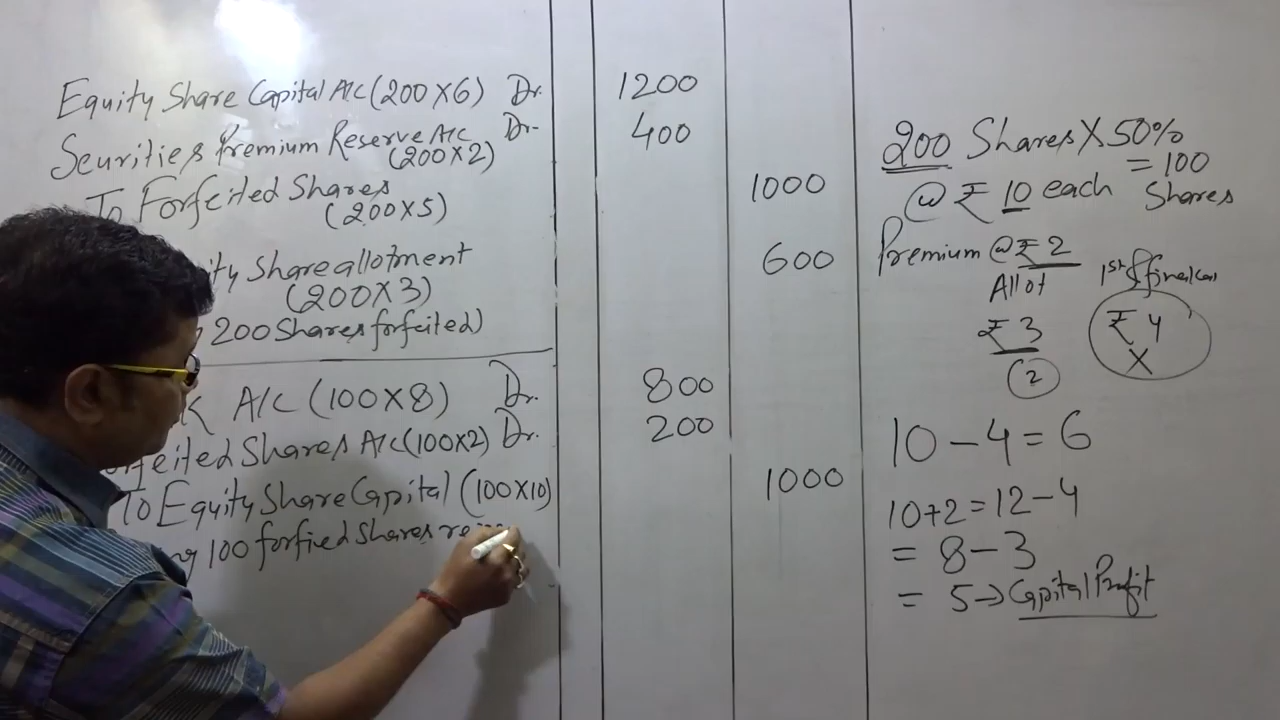 Equity Share Capital A/C (200 X 6) Dr. 1200
Seurities Premium Reserve A/C Dr- 400
(200 X 2)
To Forfeited Shares 1000
(200 X 5)
ity Share allotment 600
(200 X 3)
200 Shares forfeited)
A/C (100 X 8) Dr. 800
feited Shares A/C (100 X 2) Dr. 200
To Equity Share Capital (100 X 10) 1000
ng 100 forfied Shares
200 Shares X 50%
= 100
@ ₹ 10 each Shares
Premium @ ₹ 2
Allot 1st & final Call
₹ 3 ₹ 4
2 X
10 - 4 = 6
10 + 2 = 12 - 4
= 8 - 3
= 5 → Capital Profit